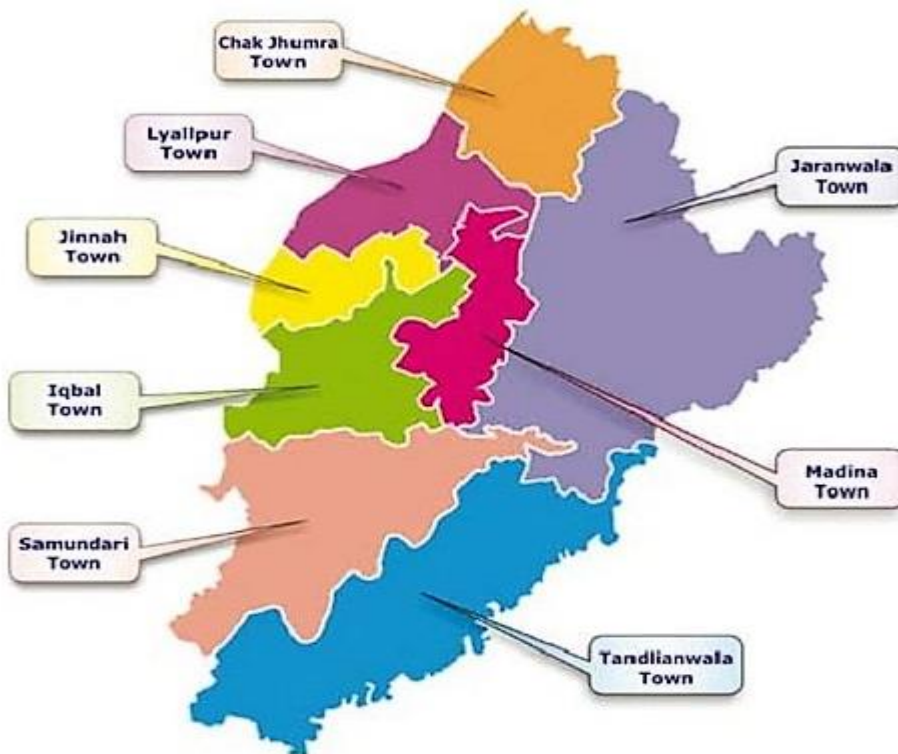 Chak Jhumra
Town
Lyallpur
Town
Jaranwala
Town
Jinnah
Town
Iqbal
Town
Madina
Town
Samundari
Town
Tandlianwala
Town